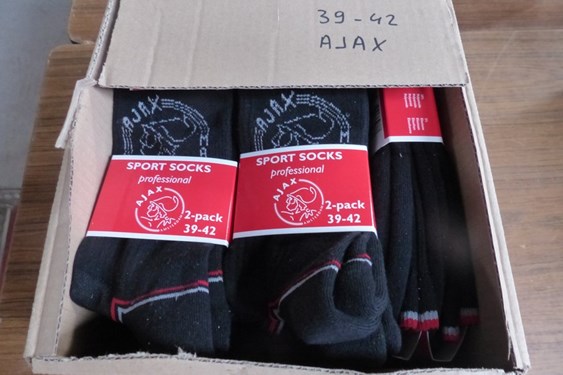 39-42
AJAX
AJAX
SPORT SOCKS
professional
AJAX
2-pack
39-42
AJAX
SPORT SOCKS
professional
AJAX
2-pack
39-42